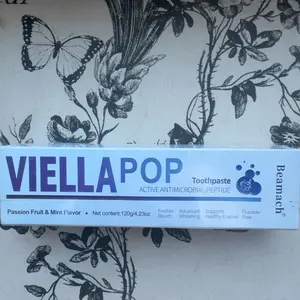 VIELLAPOP
Toothpaste
ACTIVE ANTIMICROBIAL PEPTIDE
Passion Fruit & Mint Flavor • Net content:120g/4.23oz
Fresher Breath
Advanced Whitening
Supports Healthy Enamel
Fluoride-Free
Beamach®